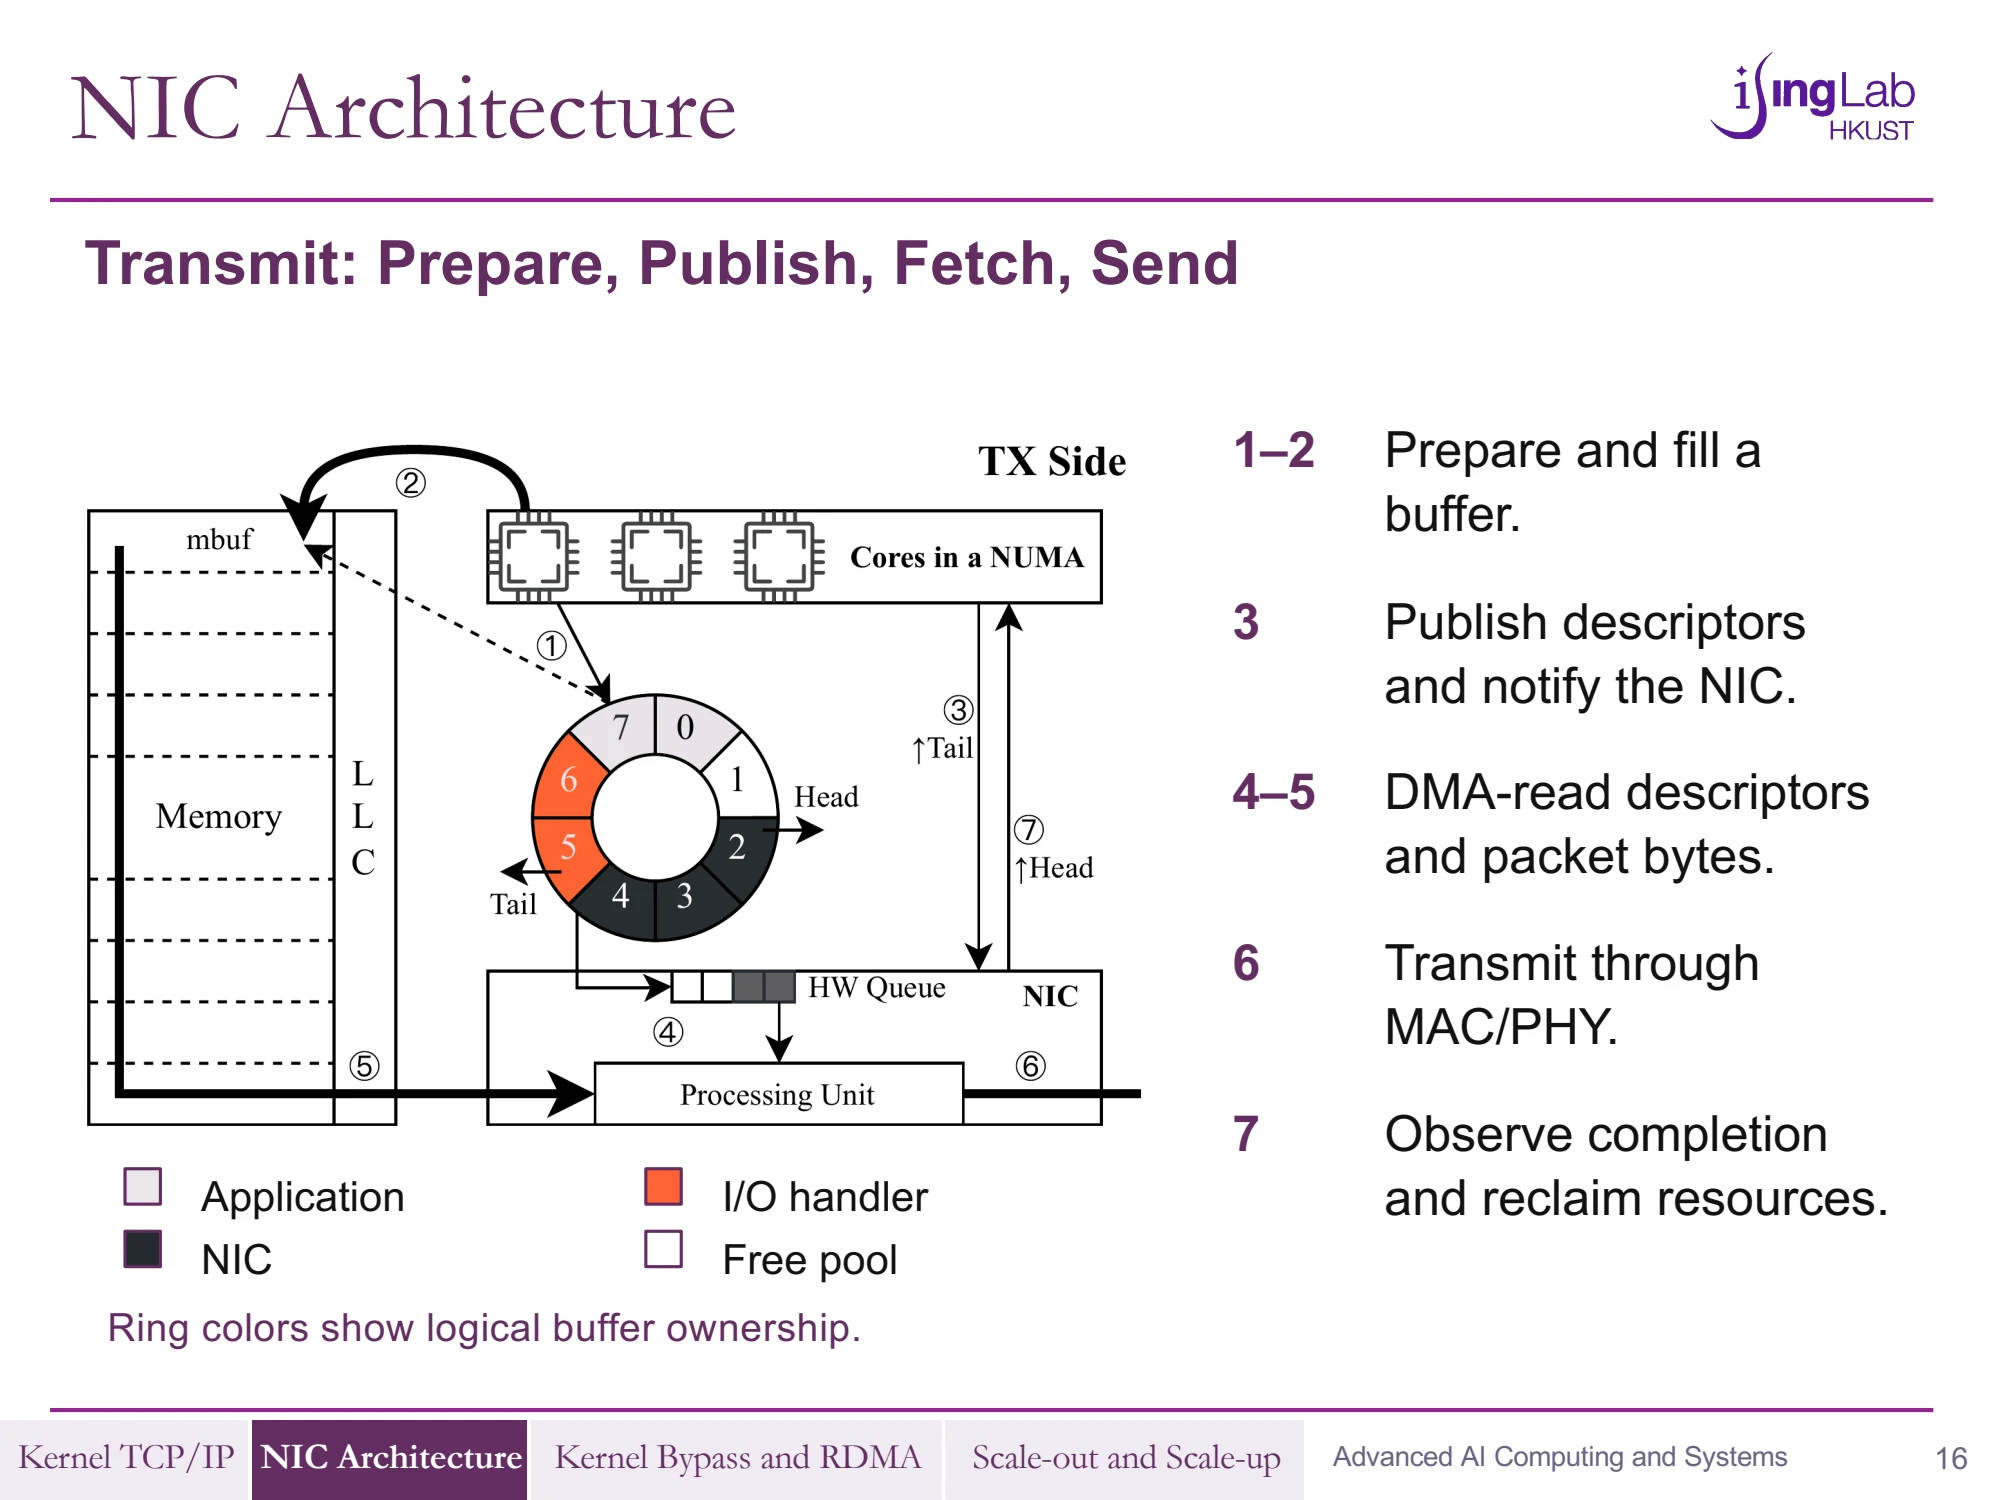 NIC Architecture
isingLab
HKUST
Transmit: Prepare, Publish, Fetch, Send
TX Side
②
mbuf
Cores in a NUMA
①
7
0
6
1
5
2
4
3
Head
Tail
③
↑Tail
⑦
↑Head
Memory
L
L
C
HW Queue
NIC
④
⑤
⑥
Processing Unit
Application
I/O handler
NIC
Free pool
Ring colors show logical buffer ownership.
1–2 Prepare and fill a
buffer.
3 Publish descriptors
and notify the NIC.
4–5 DMA-read descriptors
and packet bytes.
6 Transmit through
MAC/PHY.
7 Observe completion
and reclaim resources.
Kernel TCP/IP NIC Architecture Kernel Bypass and RDMA Scale-out and Scale-up Advanced AI Computing and Systems 16